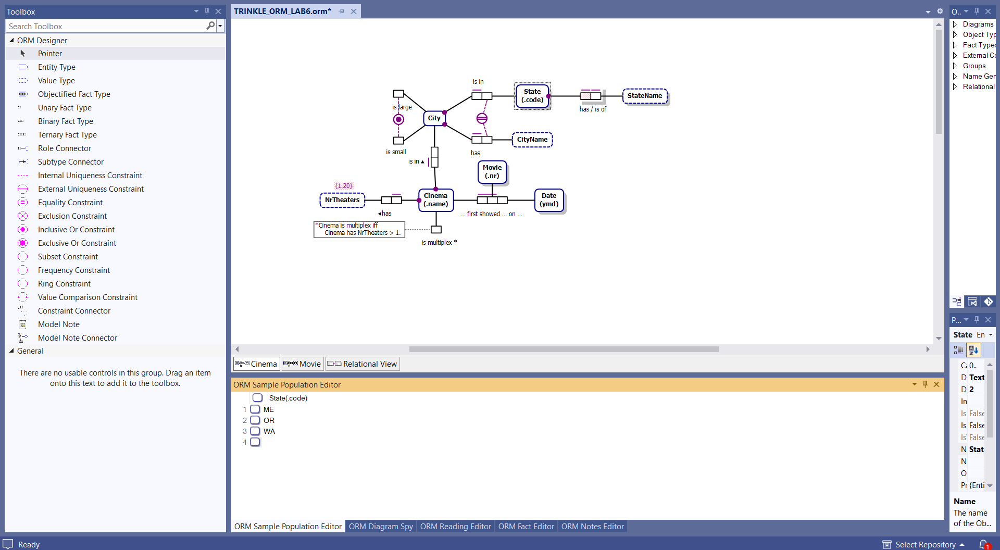 Toolbox
Search Toolbox
ORM Designer
Pointer
Entity Type
Value Type
Objectified Fact Type
Unary Fact Type
Binary Fact Type
Ternary Fact Type
Role Connector
Subtype Connector
Internal Uniqueness Constraint
External Uniqueness Constraint
Equality Constraint
Exclusion Constraint
Inclusive Or Constraint
Exclusive Or Constraint
Subset Constraint
Frequency Constraint
Ring Constraint
Value Comparison Constraint
Constraint Connector
Model Note
Model Note Connector
General
There are no usable controls in this group. Drag an item
onto this text to add it to the toolbox.
TRINKLE_ORM_LAB6.orm*
is in
State
(.code)
StateName
has / is of
is large
City
CityName
is small
has
is in ▲
Movie
(.nr)
{1.20}
NrTheaters
Cinema
(.name)
Date
(ymd)
◄has
... first showed ... on ...
*Cinema is multiplex iff
Cinema has NrTheaters > 1.
is multiplex *
Cinema
Movie
Relational View
ORM Sample Population Editor
State(.code)
1 ME
2 OR
3 WA
4
ORM Sample Population Editor
ORM Diagram Spy
ORM Reading Editor
ORM Fact Editor
ORM Notes Editor
O..
Diagrams
Object Typ
Fact Types
External Co
Groups
Name Gen
Relational
P...
State En
Ca 0..
D Text
D 2
In
Is False
Is False
Is False
N Stat
N
O
Pr {Enti
Name
The name
of the Ob...
Ready
Select Repository
1